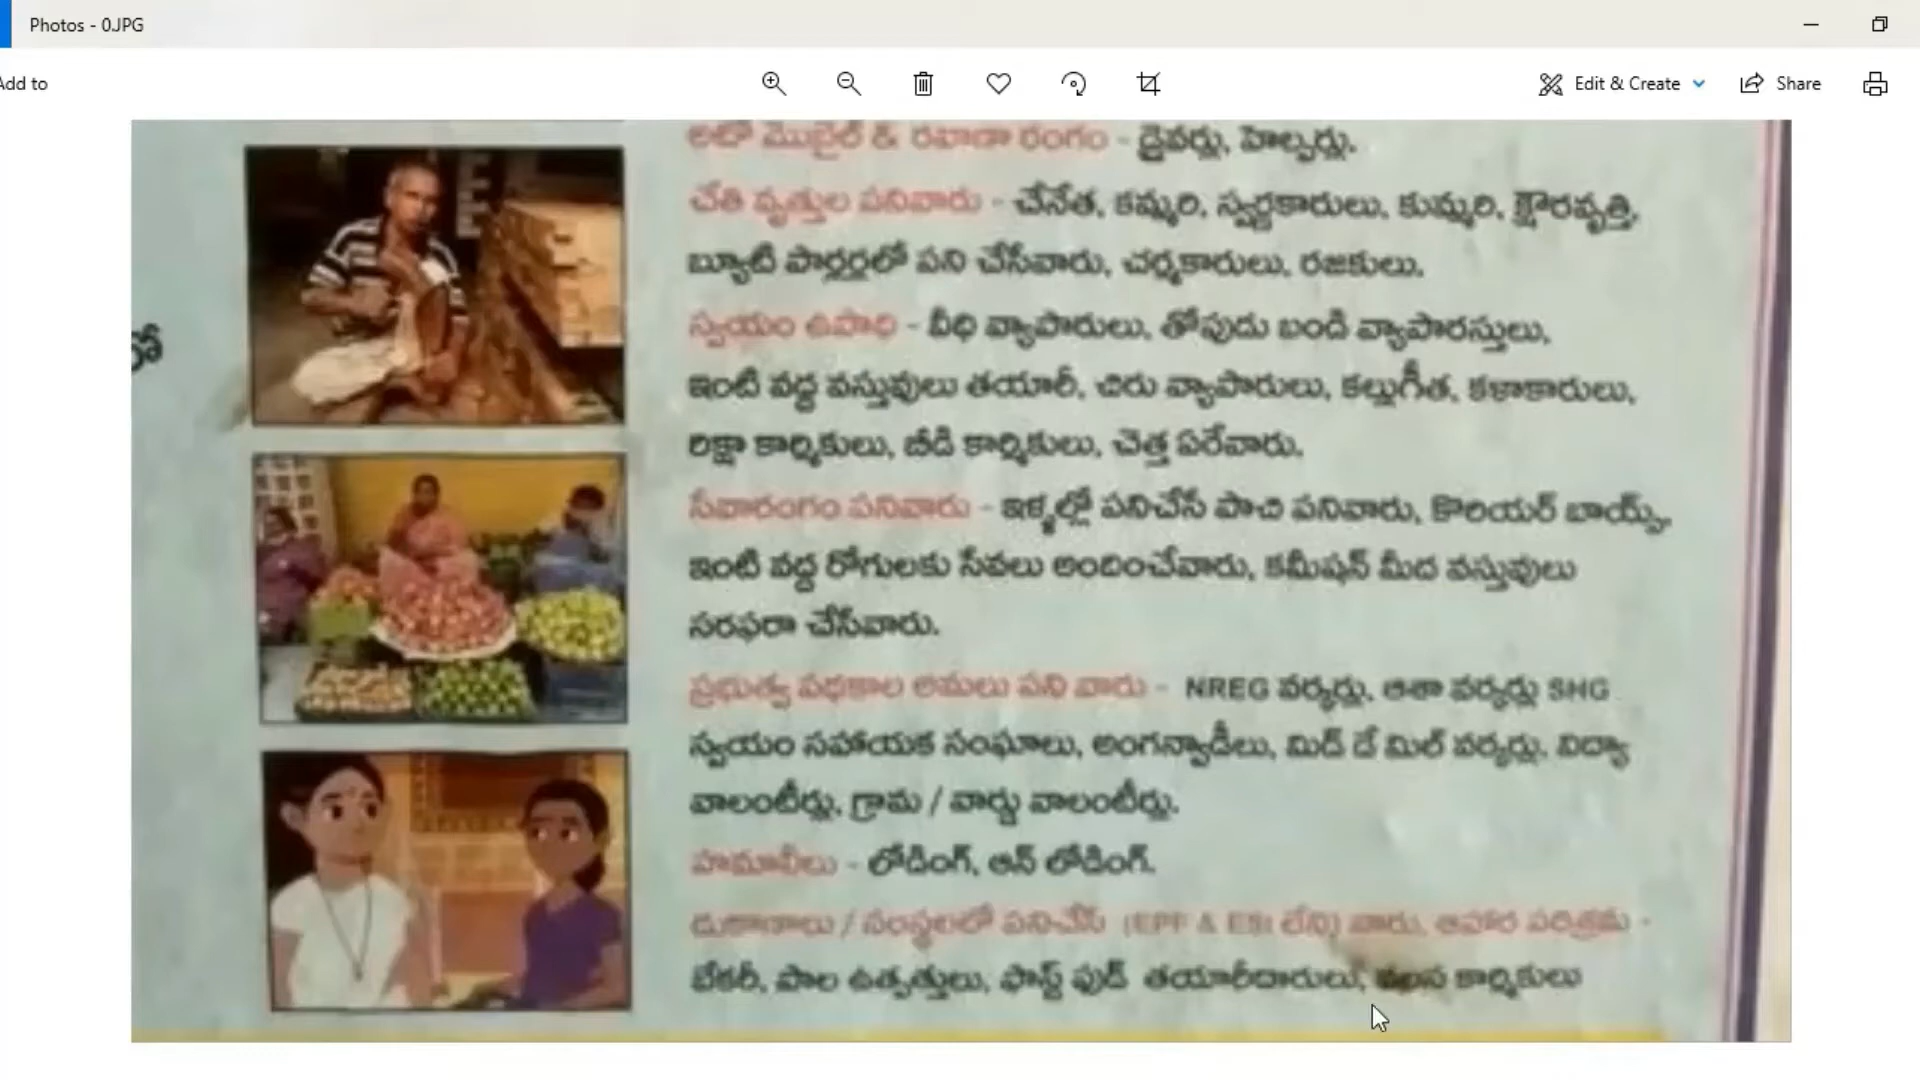 Photos - 0.JPG
Add to
Edit & Create
Share
ఆటో మొబైల్ & రవాణా రంగం - డ్రైవర్లు, హెల్పర్లు.
చేతి వృత్తుల పనివారు - చేనేత, కమ్మరి, స్వర్ణకారులు, కుమ్మరి, క్షౌరవృత్తి,
బ్యూటీ పార్లర్లలో పని చేసేవారు, చర్మకారులు, రజకులు.
స్వయం ఉపాధి - వీధి వ్యాపారులు, తోపుడు బండి వ్యాపారస్తులు,
ఇంటి వద్ద వస్తువులు తయారీ, చిరు వ్యాపారులు, కల్లుగీత, కళాకారులు,
రిక్షా కార్మికులు, బీడి కార్మికులు, చెత్త ఏరేవారు.
లో
సేవారంగం పనివారు - ఇళ్ళల్లో పనిచేసే పాచి పనివారు, కొరియర్ బాయ్స్,
ఇంటి వద్ద రోగులకు సేవలు అందించేవారు, కమీషన్ మీద వస్తువులు
సరఫరా చేసేవారు.
ప్రభుత్వ పథకాల అమలు పని వారు - NREG వర్కర్లు, ఆశా వర్కర్లు SHG
స్వయం సహాయక సంఘాలు, అంగన్వాడీలు, మిడ్ డే మిల్ వర్కర్లు, విద్యా
వాలంటీర్లు, గ్రామ / వార్డు వాలంటీర్లు.
హమాలీలు - లోడింగ్, అన్ లోడింగ్.
దుకాణాలు / సంస్థలలో పనిచేసే (EPF & ESI లేని) వారు, ఆహార పరిశ్రమ -
బేకరీ, పాల ఉత్పత్తులు, ఫాస్ట్ ఫుడ్ తయారీదారులు, వలస కార్మికులు